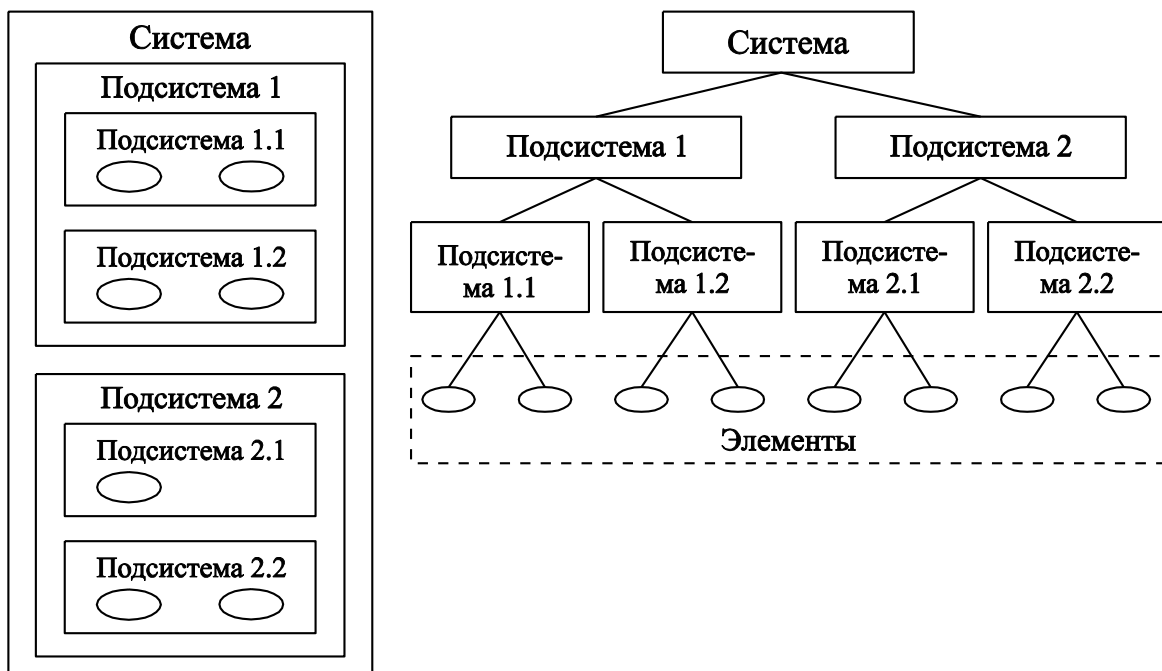 Система
Подсистема 1
Подсистема 1.1
Подсистема 1.2
Подсистема 2
Подсистема 2.1
Подсистема 2.2
Система
Подсистема 1
Подсистема 2
Подсисте-
ма 1.1
Подсисте-
ма 1.2
Подсисте-
ма 2.1
Подсисте-
ма 2.2
Элементы